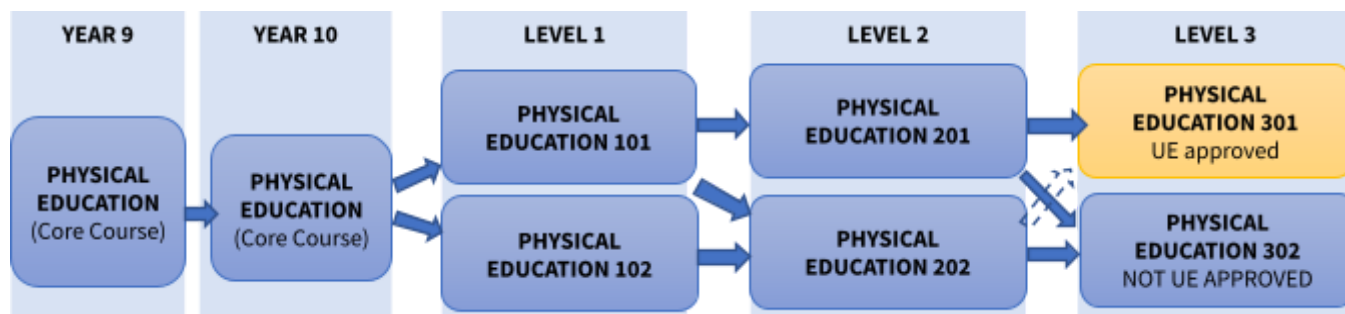 YEAR 9
YEAR 10
LEVEL 1
LEVEL 2
LEVEL 3
PHYSICAL
EDUCATION
(Core Course)
PHYSICAL
EDUCATION
(Core Course)
PHYSICAL
EDUCATION 101
PHYSICAL
EDUCATION 102
PHYSICAL
EDUCATION 201
PHYSICAL
EDUCATION 202
PHYSICAL
EDUCATION 301
UE approved
PHYSICAL
EDUCATION 302
NOT UE APPROVED